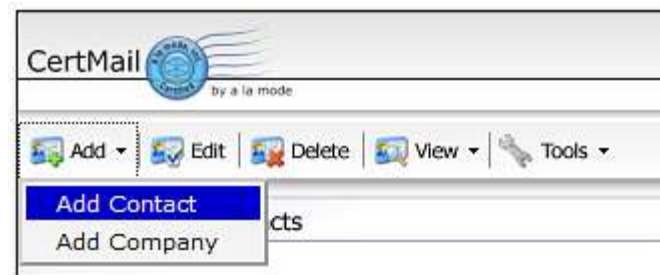 CertMail
by a la mode
Add Edit Delete View Tools
Add Contact
cts
Add Company